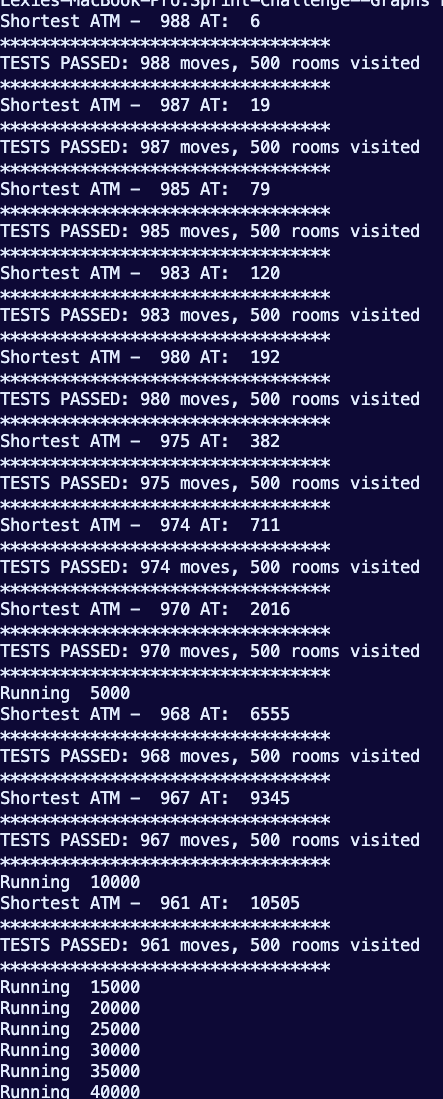 Lexies-MacBook-Pro:Sprint-Challenge--Graphs
Shortest ATM -  988 AT:  6
*********************************
TESTS PASSED: 988 moves, 500 rooms visited
*********************************
Shortest ATM -  987 AT:  19
*********************************
TESTS PASSED: 987 moves, 500 rooms visited
*********************************
Shortest ATM -  985 AT:  79
*********************************
TESTS PASSED: 985 moves, 500 rooms visited
*********************************
Shortest ATM -  983 AT:  120
*********************************
TESTS PASSED: 983 moves, 500 rooms visited
*********************************
Shortest ATM -  980 AT:  192
*********************************
TESTS PASSED: 980 moves, 500 rooms visited
*********************************
Shortest ATM -  975 AT:  382
*********************************
TESTS PASSED: 975 moves, 500 rooms visited
*********************************
Shortest ATM -  974 AT:  711
*********************************
TESTS PASSED: 974 moves, 500 rooms visited
*********************************
Shortest ATM -  970 AT:  2016
*********************************
TESTS PASSED: 970 moves, 500 rooms visited
*********************************
Running  5000
Shortest ATM -  968 AT:  6555
*********************************
TESTS PASSED: 968 moves, 500 rooms visited
*********************************
Shortest ATM -  967 AT:  9345
*********************************
TESTS PASSED: 967 moves, 500 rooms visited
*********************************
Running  10000
Shortest ATM -  961 AT:  10505
*********************************
TESTS PASSED: 961 moves, 500 rooms visited
*********************************
Running  15000
Running  20000
Running  25000
Running  30000
Running  35000
Running  40000